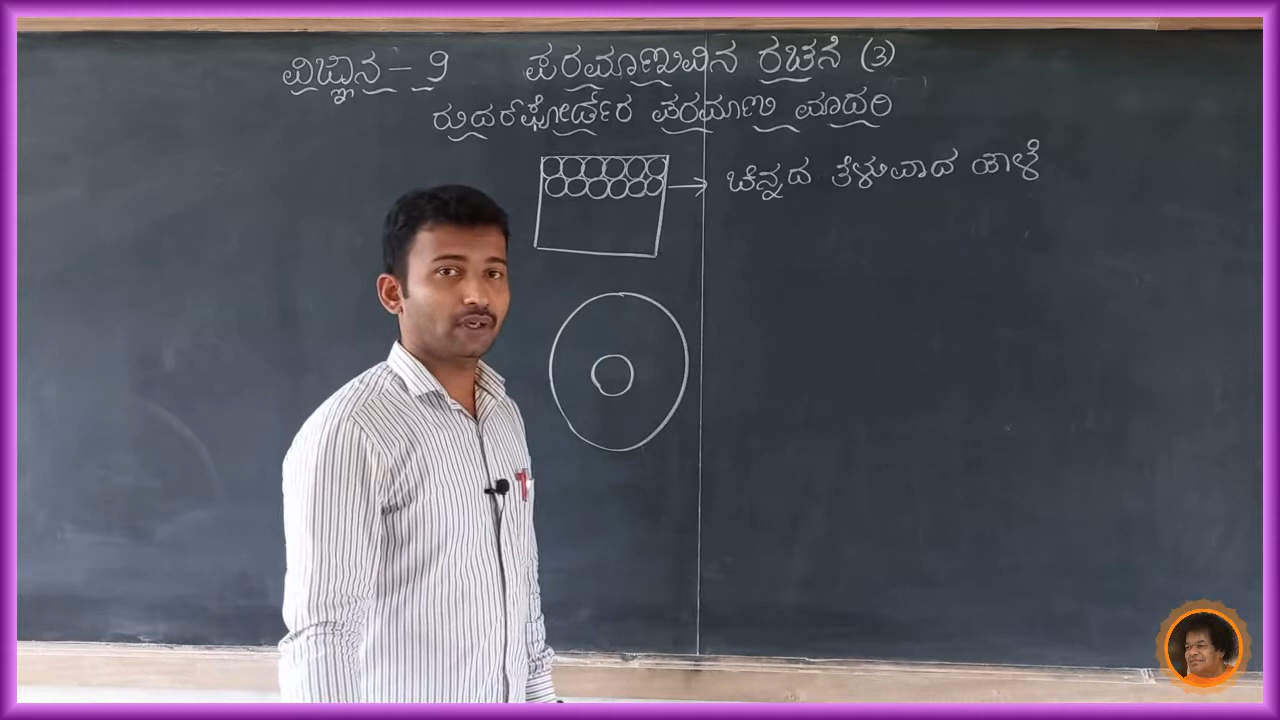 ವಿಜ್ಞಾನ - 9 ಪರಮಾಣುವಿನ ರಚನೆ (3)
ರುದರ್‌ಫೋರ್ಡ್‌ರ ಪರಮಾಣು ಮಾದರಿ
ಚಿನ್ನದ ತೆಳುವಾದ ಹಾಳೆ